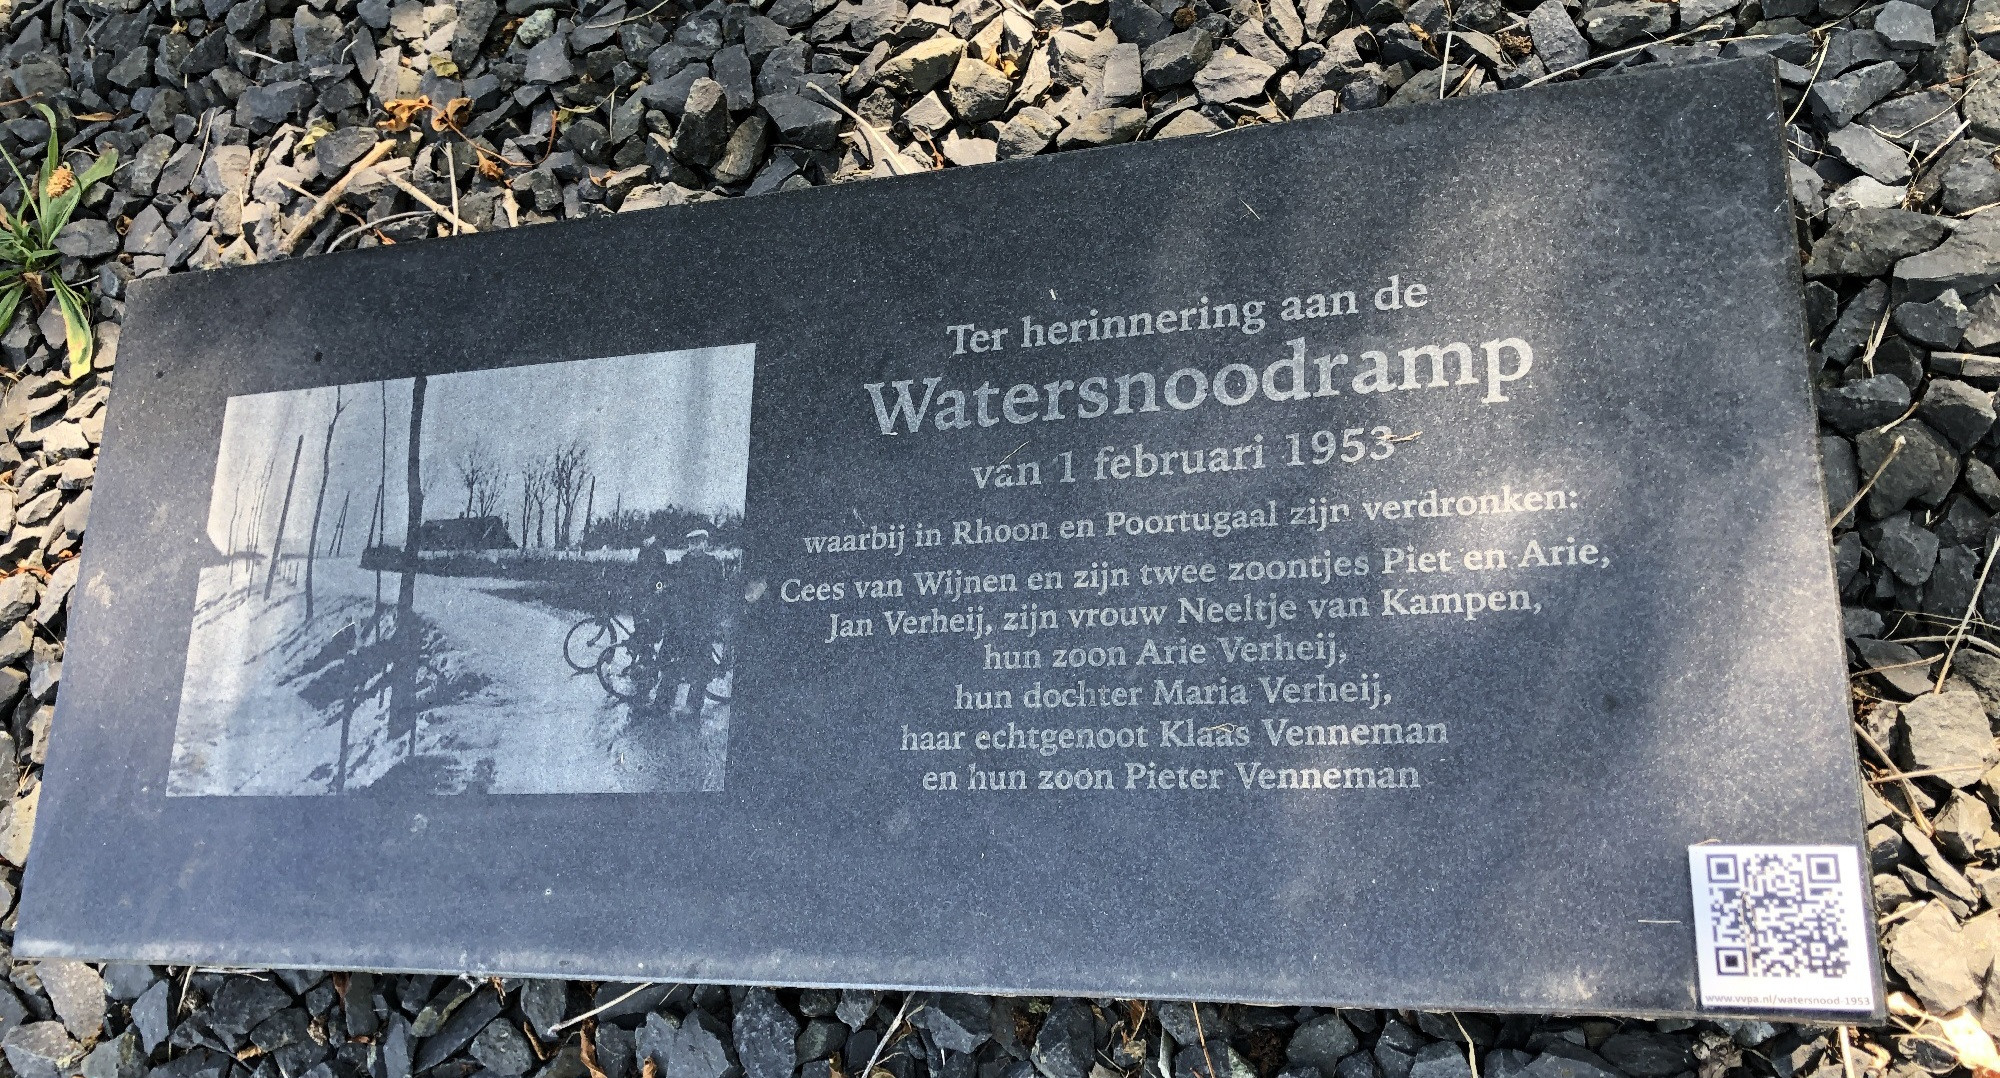 Ter herinnering aan de
Watersnoodramp
van 1 februari 1953
waarbij in Rhoon en Poortugaal zijn verdronken:
Cees van Wijnen en zijn twee zoontjes Piet en Arie,
Jan Verheij, zijn vrouw Neeltje van Kampen,
hun zoon Arie Verheij,
hun dochter Maria Verheij,
haar echtgenoot Klaas Venneman
en hun zoon Pieter Venneman
www.vvpa.nl/watersnood-1953